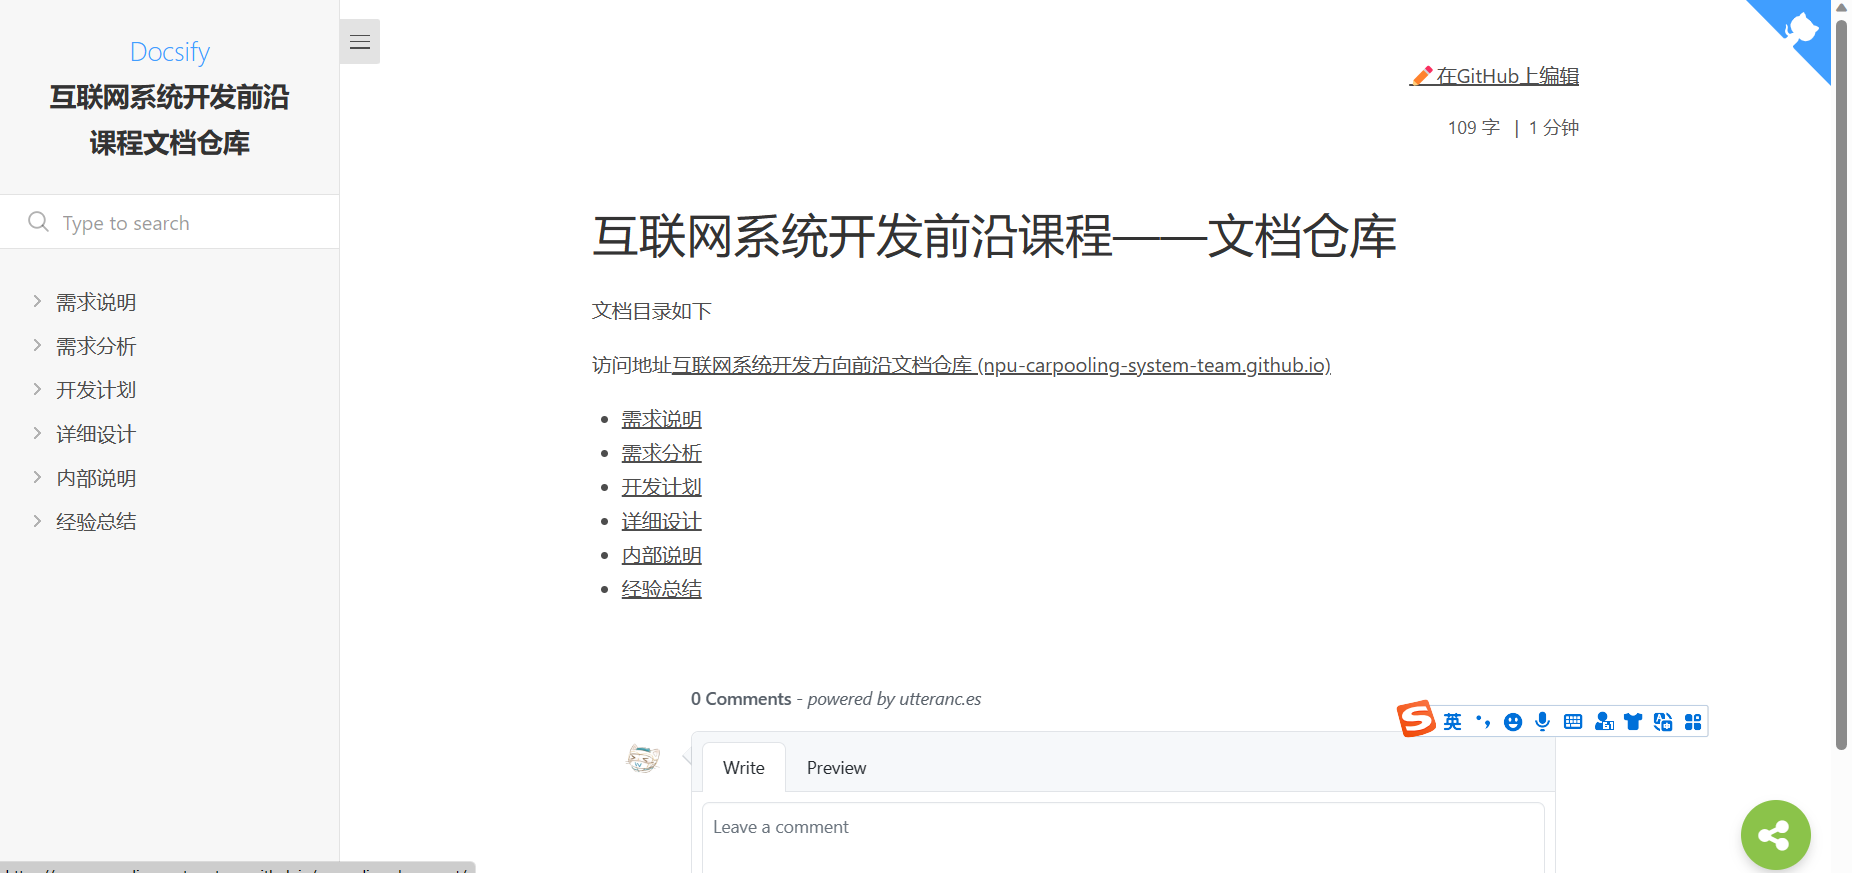 Docsify
互联网系统开发前沿
课程文档仓库
Type to search
需求说明
需求分析
开发计划
详细设计
内部说明
经验总结
在GitHub上编辑
109 字 | 1 分钟
互联网系统开发前沿课程——文档仓库
文档目录如下
访问地址互联网系统开发方向前沿文档仓库 (npu-carpooling-system-team.github.io)
需求说明
需求分析
开发计划
详细设计
内部说明
经验总结
0 Comments - powered by utteranc.es
英
Write
Preview
Leave a comment